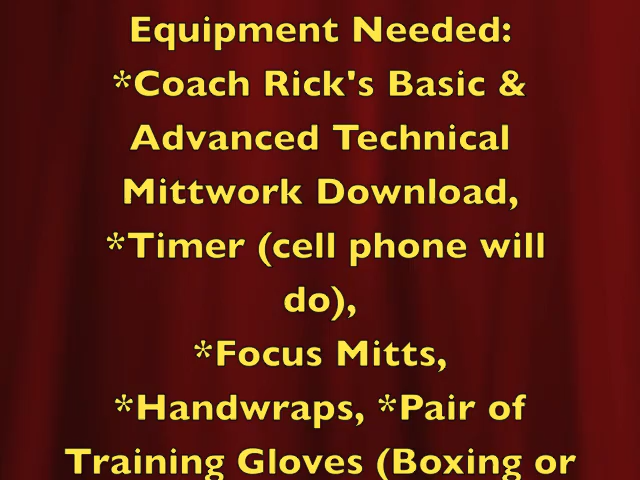 Equipment Needed:
*Coach Rick's Basic &
Advanced Technical
Mittwork Download,
*Timer (cell phone will
do),
*Focus Mitts,
*Handwraps, *Pair of
Training Gloves (Boxing or